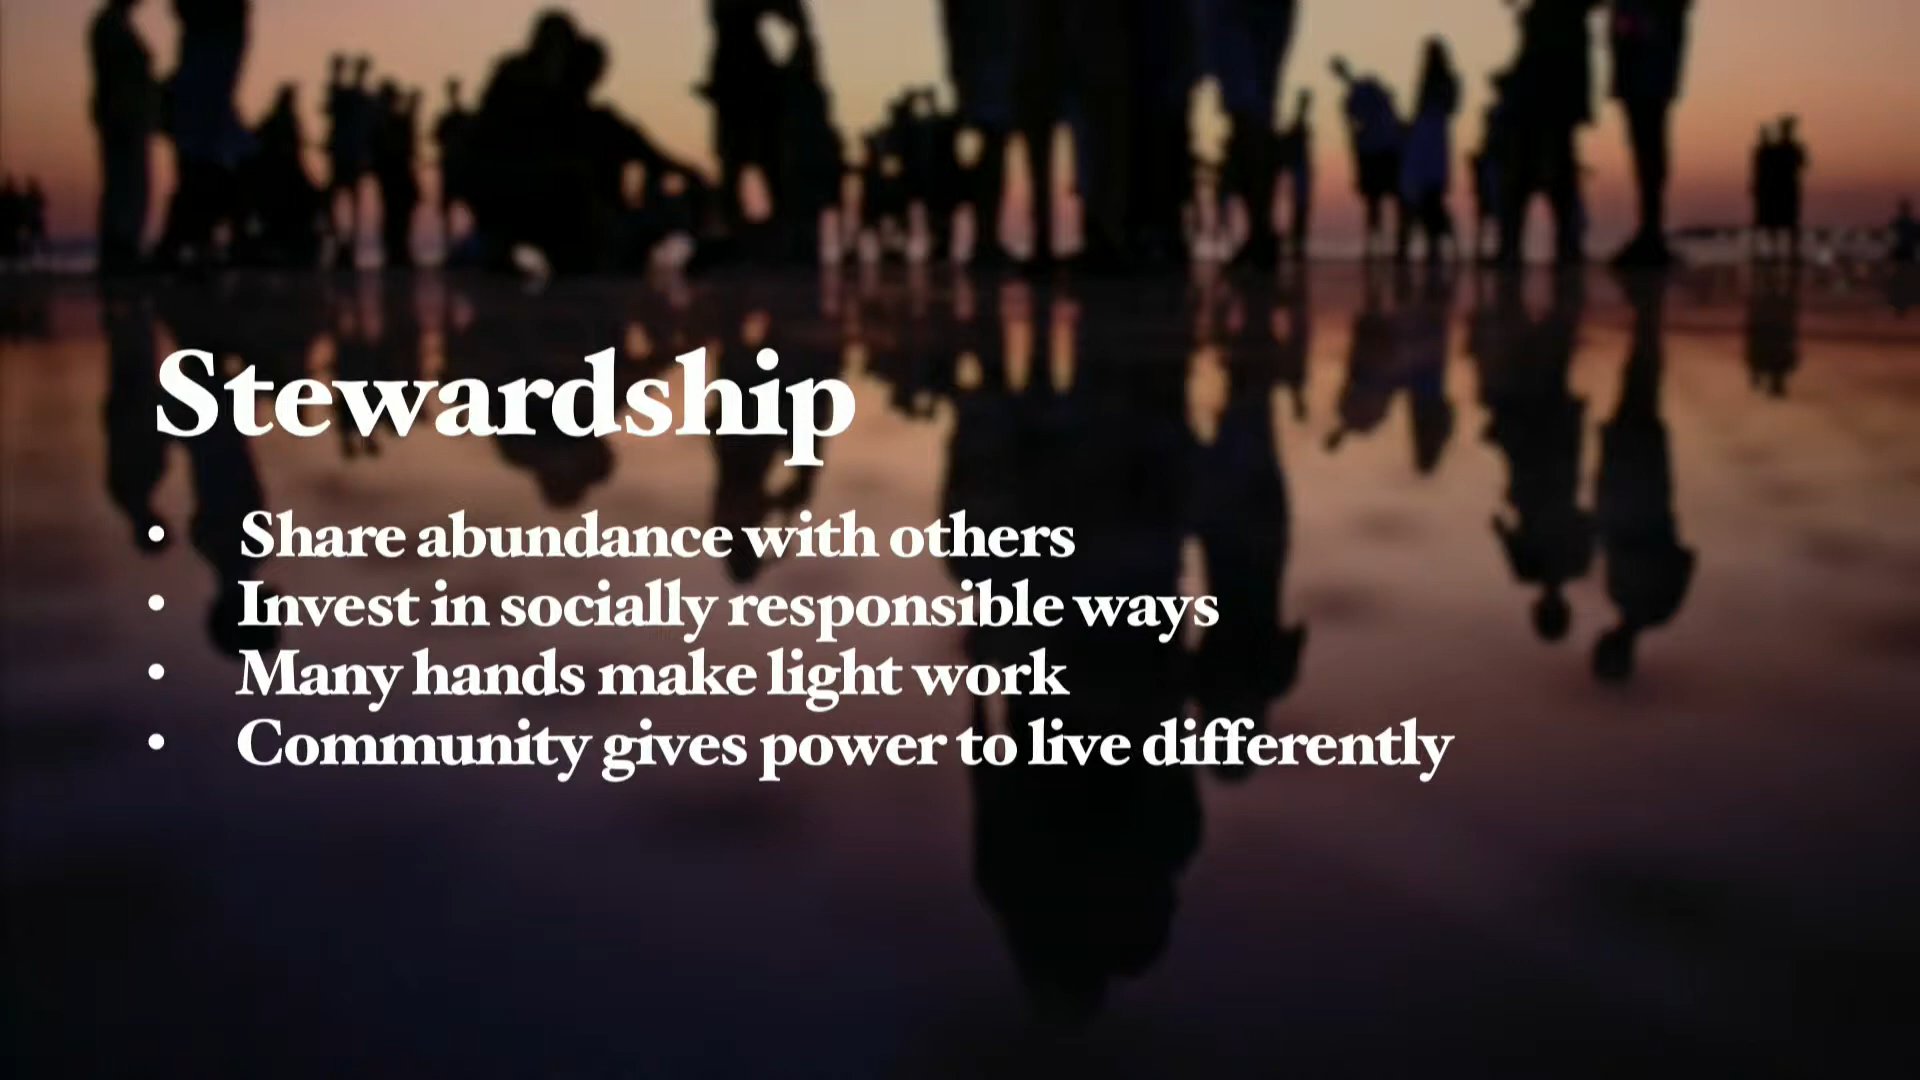 Stewardship
• Share abundance with others
• Invest in socially responsible ways
• Many hands make light work
• Community gives power to live differently